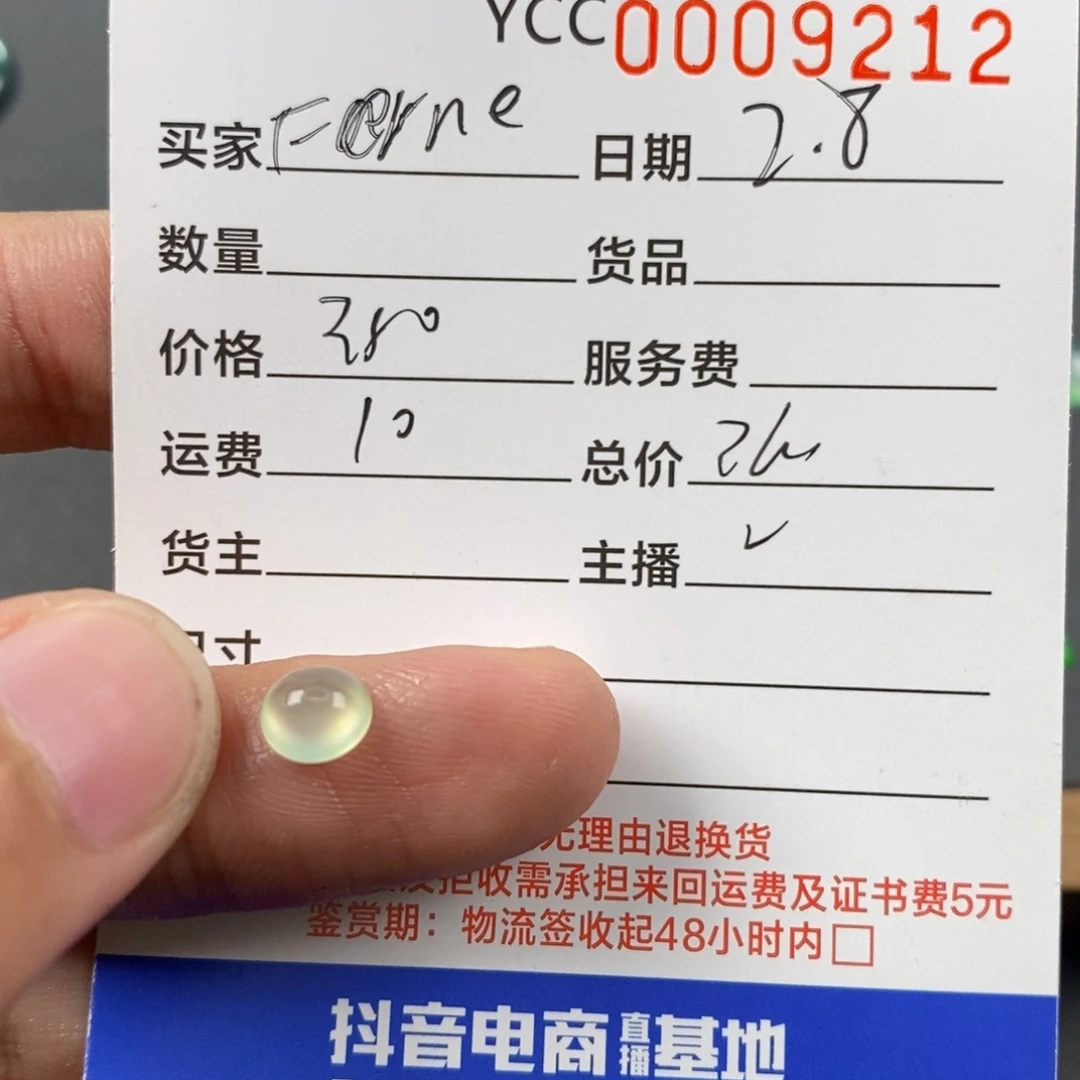 YCC0009212
买家 日期 2.8
数量 货品
价格 380 服务费
运费 10 总价
货主 主播
寸
无理由退换货
拒收需承担来回运费及证书费5元
鉴赏期：物流签收起48小时内□
抖音电商直播基地